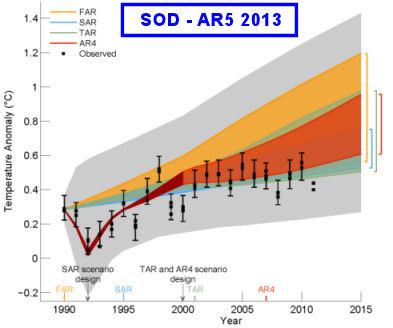 SOD - AR5 2013
FAR
SAR
TAR
AR4
Observed
Temperature Anomaly (°C)
1.4
1.2
1
0.8
0.6
0.4
0.2
0
−0.2
SAR scenario
design
TAR and AR4 scenario
design
FAR
SAR
TAR
AR4
1990
1995
2000
2005
2010
2015
Year